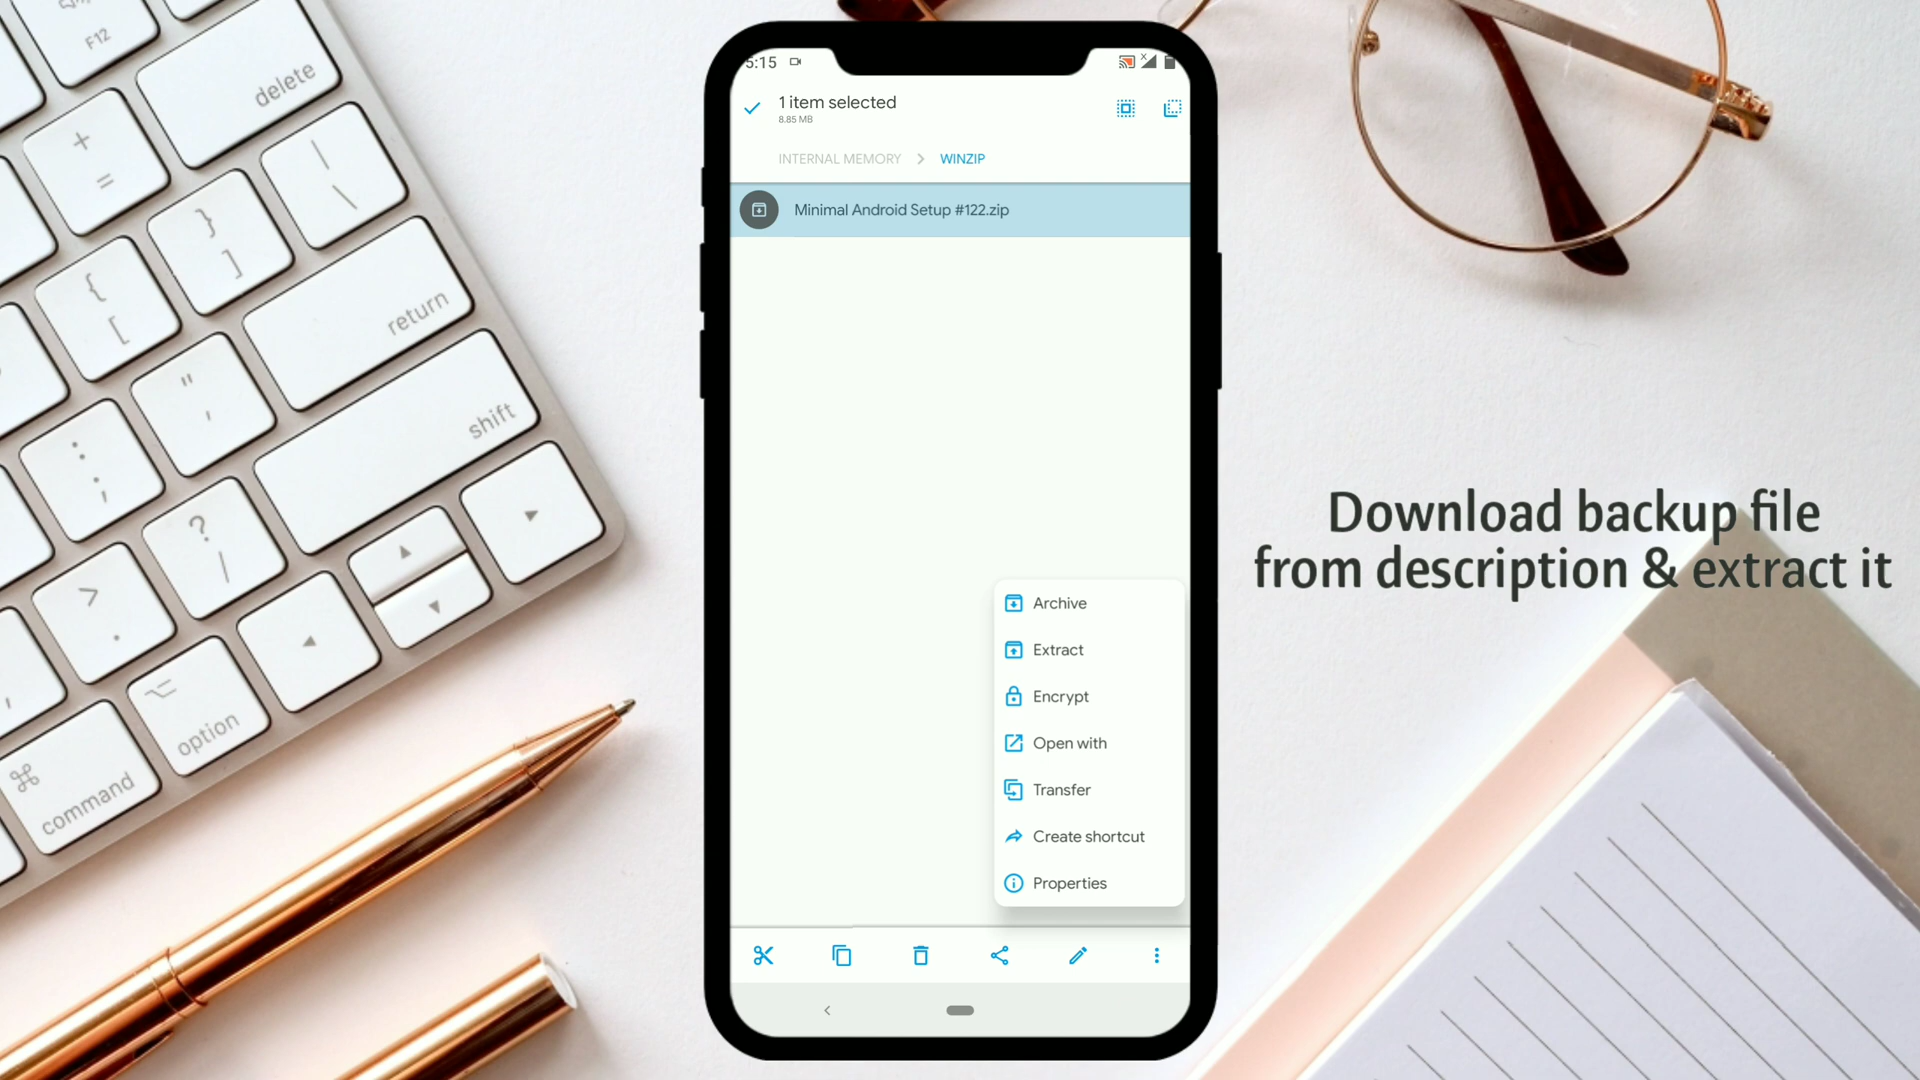 F12
delete
+
=
|
\
}
]
{
[
return
"
'
shift
:
;
?
/
>
.
option
command
5:15
1 item selected
8.85 MB
INTERNAL MEMORY > WINZIP
Minimal Android Setup #122.zip
Archive
Extract
Encrypt
Open with
Transfer
Create shortcut
Properties
Download backup file
from description & extract it